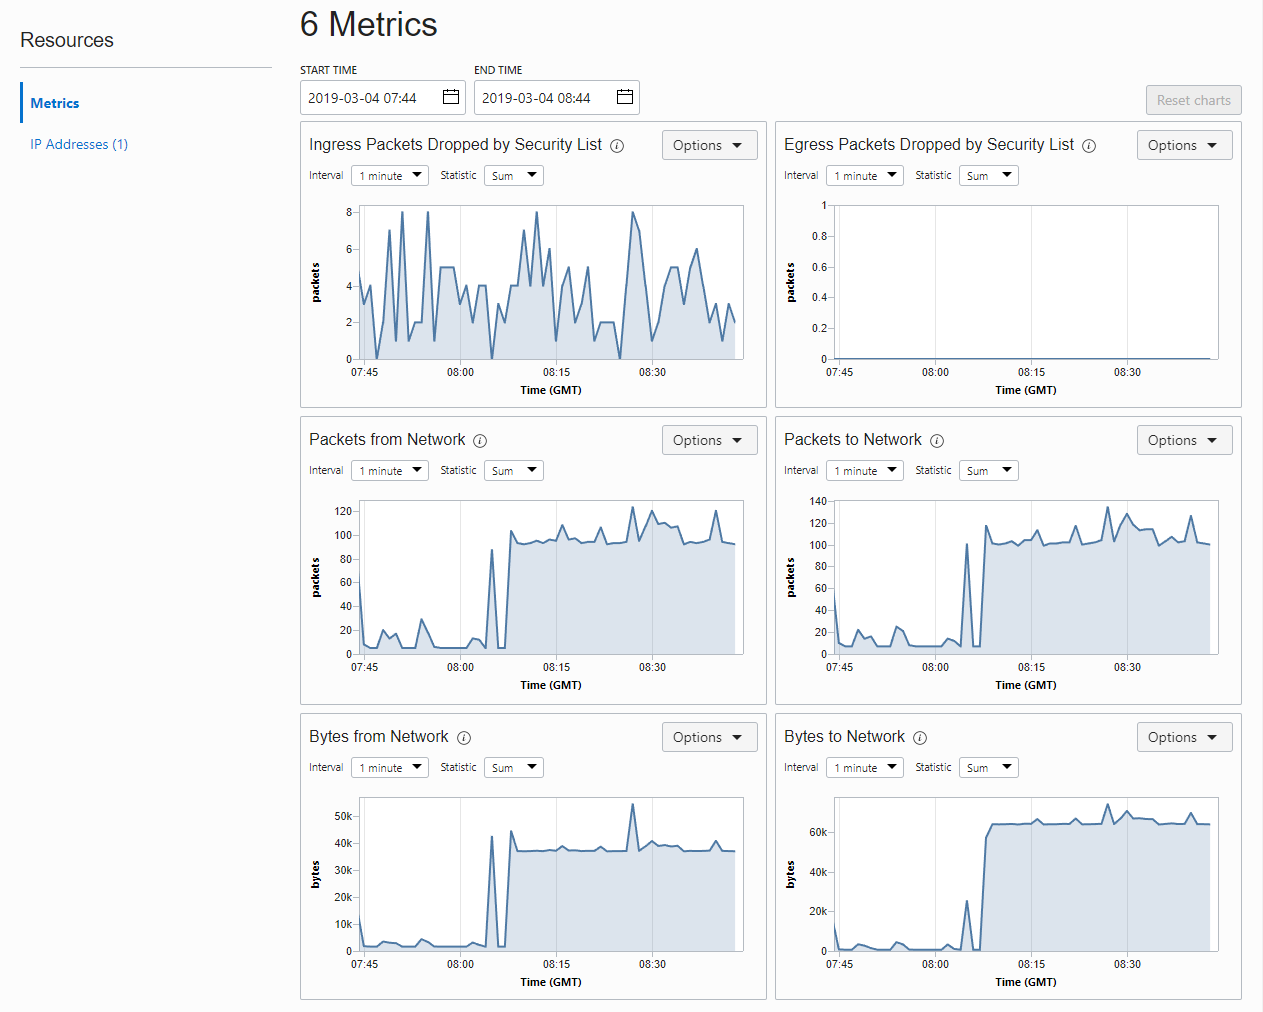 6 Metrics
Resources
START TIME END TIME
2019-03-04 07:44 2019-03-04 08:44 Reset charts
Metrics
IP Addresses (1)
Ingress Packets Dropped by Security List i Options
Interval 1 minute Statistic Sum
8
6
4
2
0
packets
07:45 08:00 08:15 08:30
Time (GMT)
Egress Packets Dropped by Security List i Options
Interval 1 minute Statistic Sum
1
0.8
0.6
0.4
0.2
0
packets
07:45 08:00 08:15 08:30
Time (GMT)
Packets from Network i Options
Interval 1 minute Statistic Sum
120
100
80
60
40
20
0
packets
07:45 08:00 08:15 08:30
Time (GMT)
Packets to Network i Options
Interval 1 minute Statistic Sum
140
120
100
80
60
40
20
0
packets
07:45 08:00 08:15 08:30
Time (GMT)
Bytes from Network i Options
Interval 1 minute Statistic Sum
50k
40k
30k
20k
10k
0
bytes
07:45 08:00 08:15 08:30
Time (GMT)
Bytes to Network i Options
Interval 1 minute Statistic Sum
60k
40k
20k
0
bytes
07:45 08:00 08:15 08:30
Time (GMT)